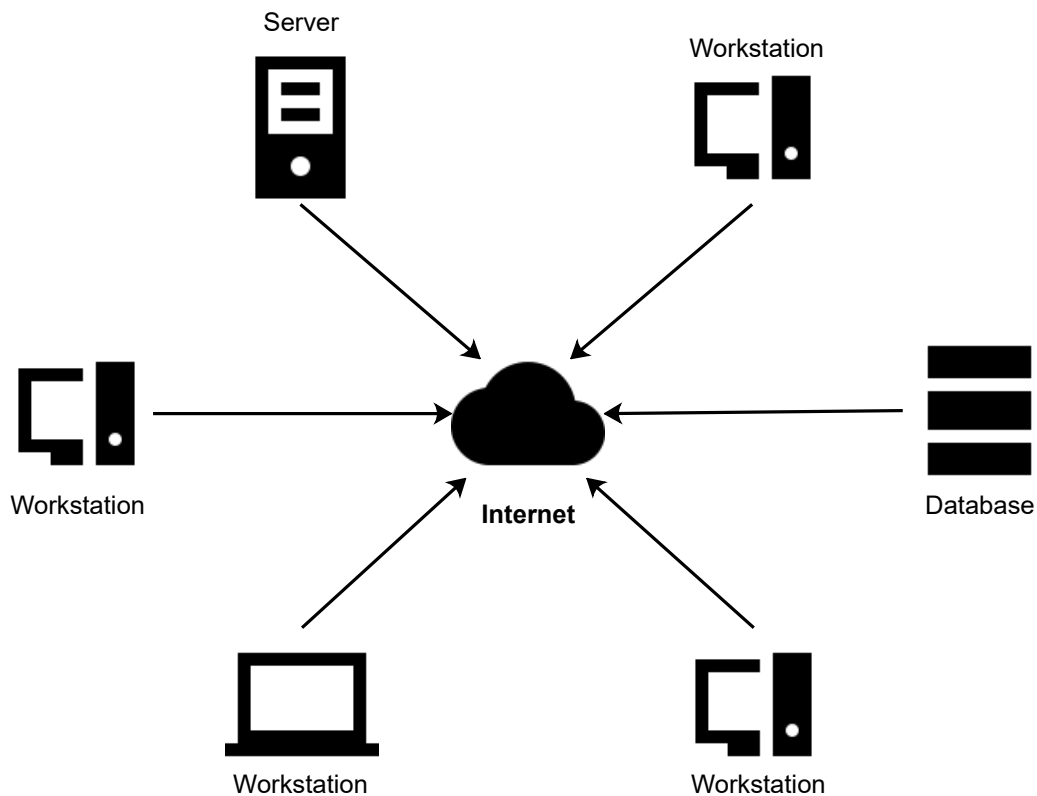 Server
Workstation
Workstation
Internet
Database
Workstation
Workstation